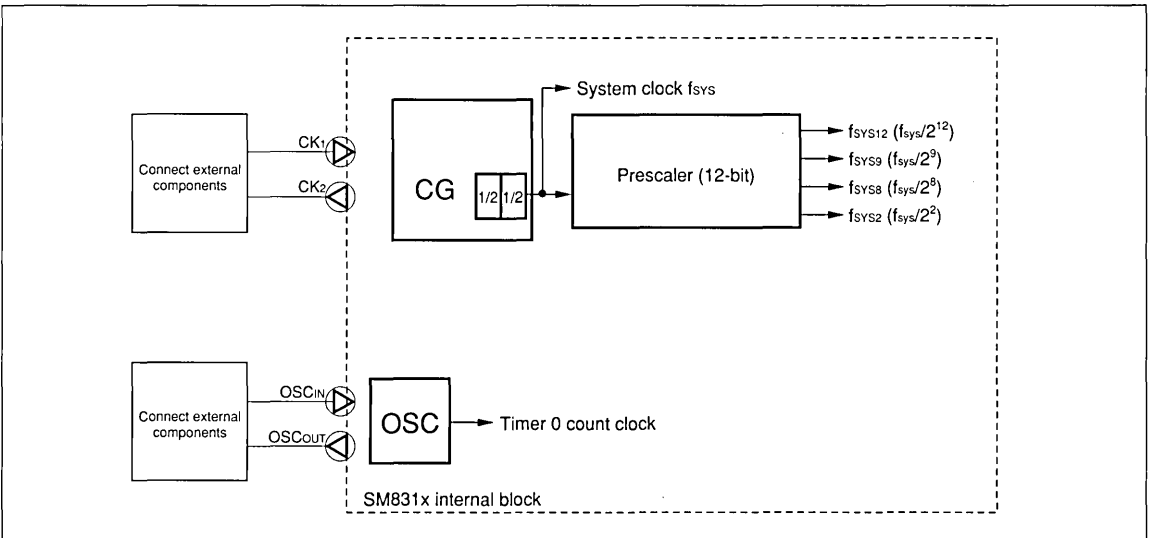 System clock fSYS
CK1
Connect external
components
CK2
CG
1/2 1/2
Prescaler (12-bit)
fSYS12 (fsys/2^12)
fSYS9 (fsys/2^9)
fSYS8 (fsys/2^8)
fSYS2 (fsys/2^2)
OSCIN
Connect external
components
OSCOUT
OSC
Timer 0 count clock
SM831x internal block